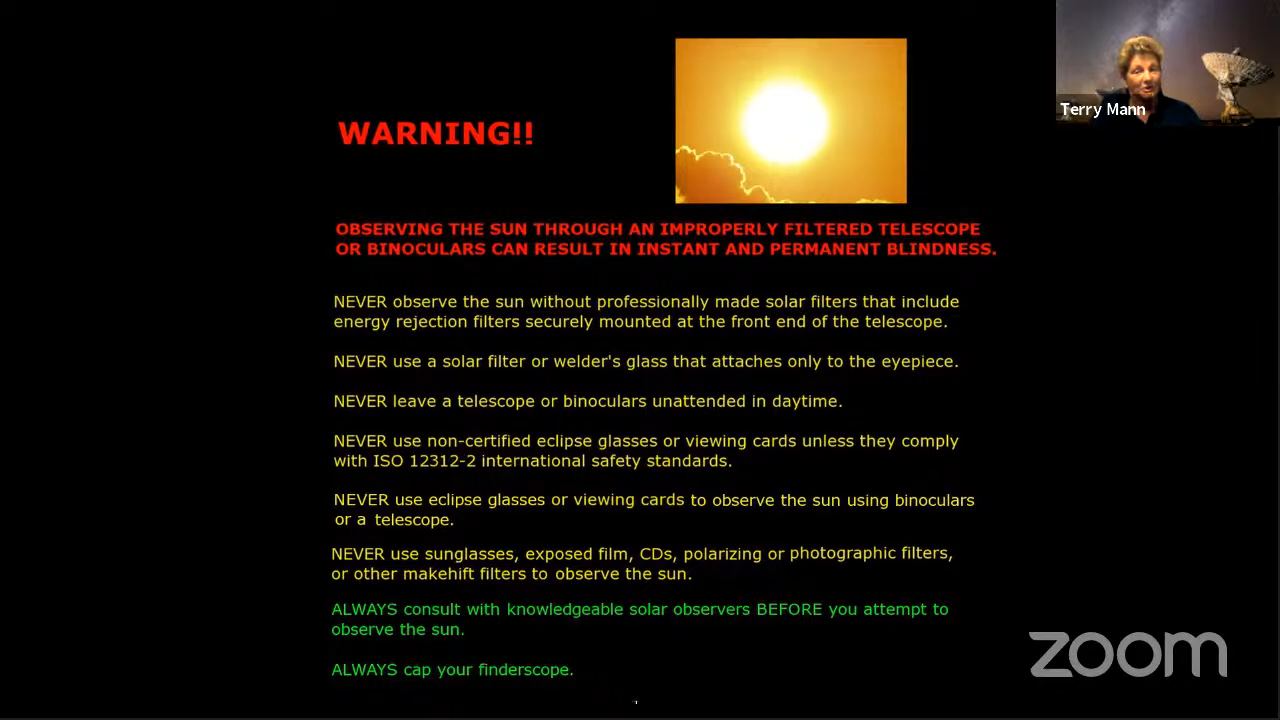 WARNING!!
Terry Mann
OBSERVING THE SUN THROUGH AN IMPROPERLY FILTERED TELESCOPE
OR BINOCULARS CAN RESULT IN INSTANT AND PERMANENT BLINDNESS.
NEVER observe the sun without professionally made solar filters that include
energy rejection filters securely mounted at the front end of the telescope.
NEVER use a solar filter or welder's glass that attaches only to the eyepiece.
NEVER leave a telescope or binoculars unattended in daytime.
NEVER use non-certified eclipse glasses or viewing cards unless they comply
with ISO 12312-2 international safety standards.
NEVER use eclipse glasses or viewing cards to observe the sun using binoculars
or a telescope.
NEVER use sunglasses, exposed film, CDs, polarizing or photographic filters,
or other makehift filters to observe the sun.
ALWAYS consult with knowledgeable solar observers BEFORE you attempt to
observe the sun.
ALWAYS cap your finderscope.
zoom